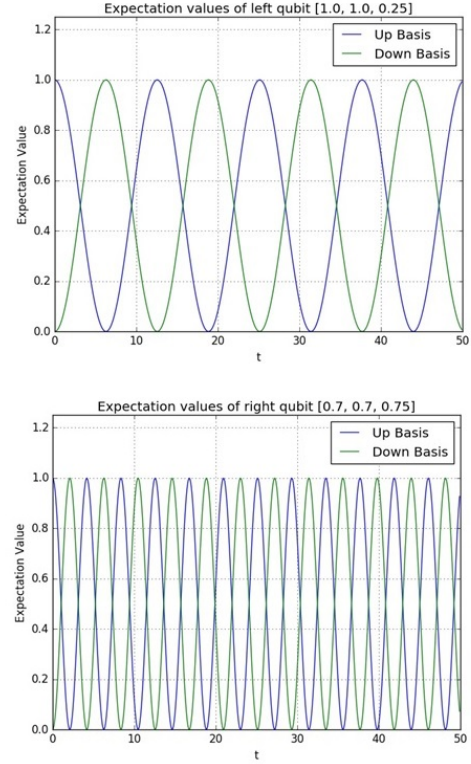 Expectation values of left qubit [1.0, 1.0, 0.25]
1.2
Up Basis
Down Basis
1.0
0.8
0.6
0.4
0.2
0.0
Expectation Value
0 10 20 30 40 50
t
Expectation values of right qubit [0.7, 0.7, 0.75]
1.2
Up Basis
Down Basis
1.0
0.8
0.6
0.4
0.2
0.0
Expectation Value
0 10 20 30 40 50
t